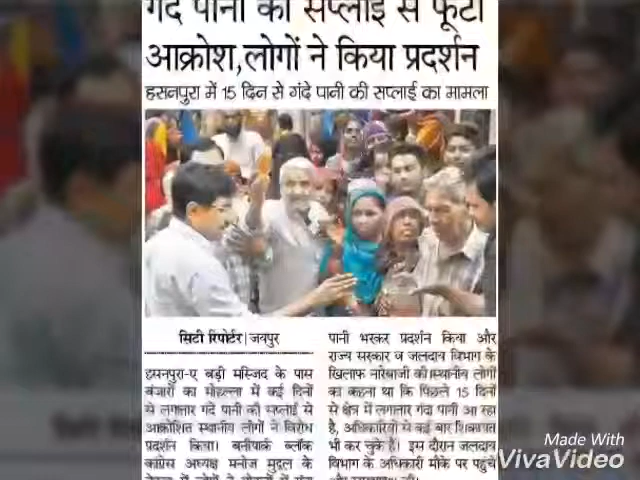 गंदे पानी की सप्लाई से फूटा
आक्रोश,लोगों ने किया प्रदर्शन
हसनपुरा में 15 दिन से गंदे पानी की सप्लाई का मामला
सिटी रिपोर्टर|जयपुर
हसनपुरा-ए बड़ी मस्जिद के पास
बंजारों का मोहल्ला में कई दिनों
से लगातार गंदे पानी की सप्लाई से
आक्रोशित स्थानीय लोगों ने विरोध
प्रदर्शन किया। बनीपार्क ब्लॉक
कांग्रेस अध्यक्ष मनोज मुदगल के
पानी भरकर प्रदर्शन किया और
राज्य सरकार व जलदाय विभाग के
खिलाफ नारेबाजी की।स्थानीय लोगों
का कहना था कि पिछले 15 दिनों
से क्षेत्र में लगातार गंदा पानी आ रहा
है, अधिकारियों से कई बार शिकायत
भी कर चुके हैं। इस दौरान जलदाय
विभाग के अधिकारी मौके पर पहुंचे
Made With
VivaVideo